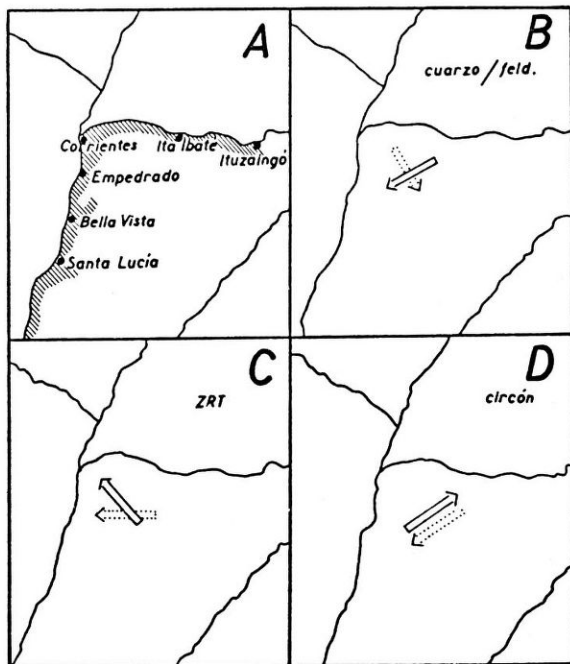 A
Corrientes
Ita Ibate
Ituzaingó
Empedrado
Bella Vista
Santa Lucía
B
cuarzo/feld.
C
ZRT
D
circón